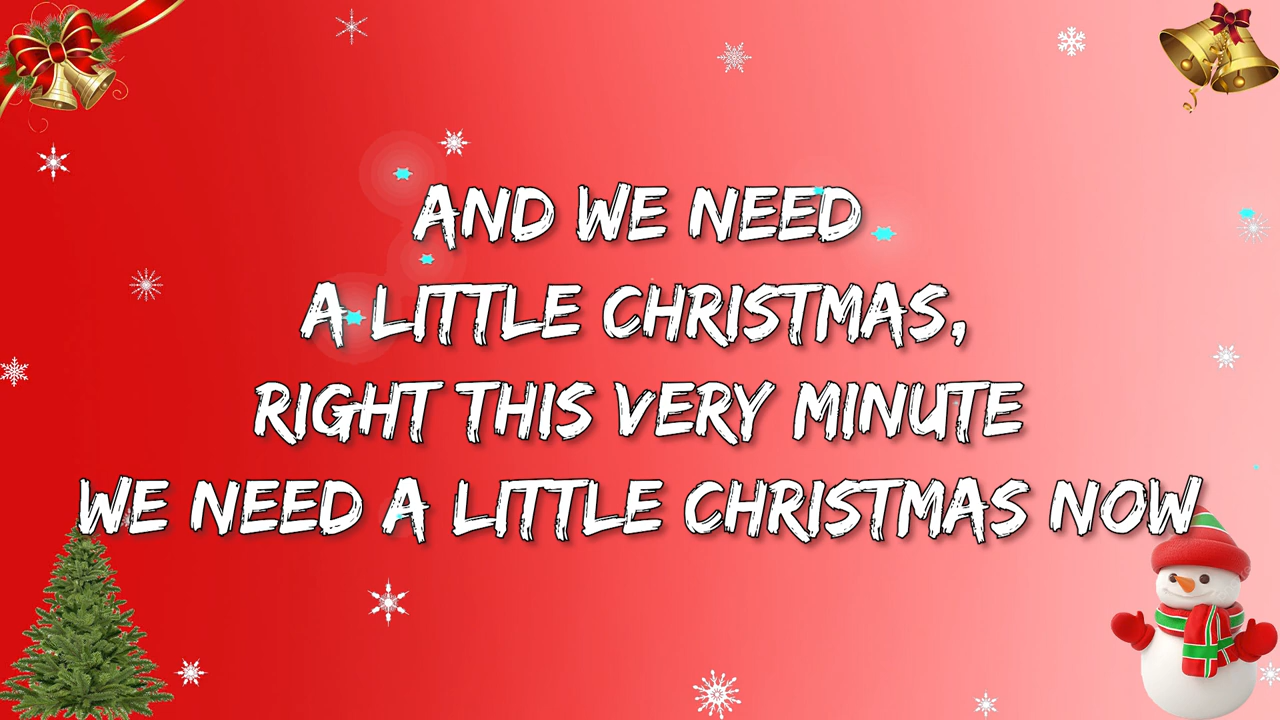 AND WE NEED
A LITTLE CHRISTMAS,
RIGHT THIS VERY MINUTE
WE NEED A LITTLE CHRISTMAS NOW